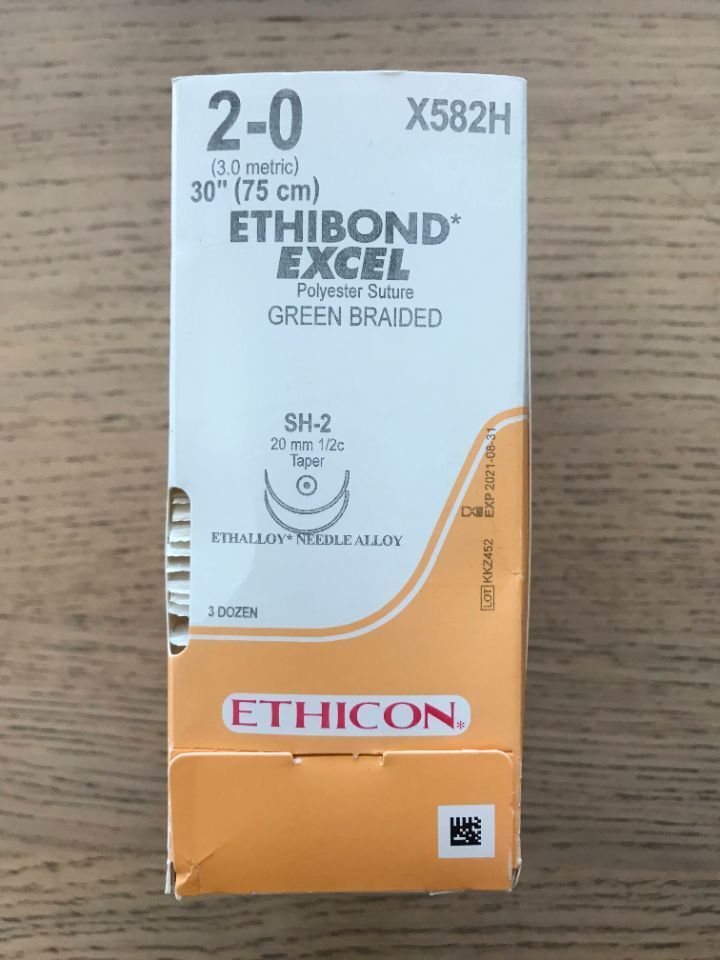 2-0
X582H
(3.0 metric)
30" (75 cm)
ETHIBOND*
EXCEL
Polyester Suture
GREEN BRAIDED
SH-2
20 mm 1/2c
Taper
ETHALLOY* NEEDLE ALLOY
EXP 2021-08-31
LOT KKZ452
3 DOZEN
ETHICON*